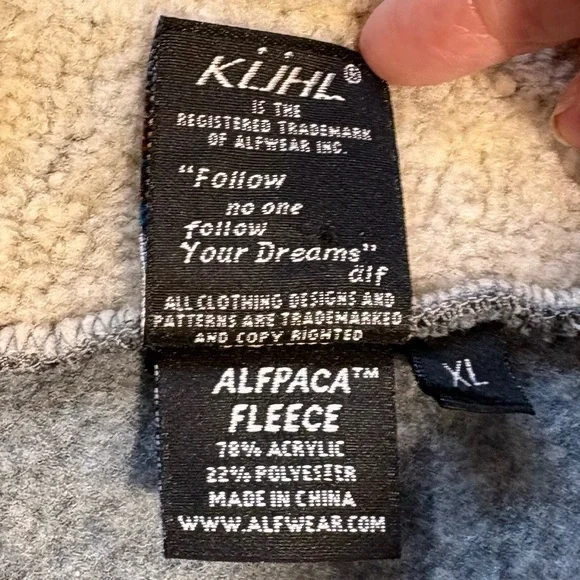 KÜHL®
IS THE
REGISTERED TRADEMARK
OF ALFWEAR INC.
"Follow
no one
follow
Your Dreams"
älf
ALL CLOTHING DESIGNS AND
PATTERNS ARE TRADEMARKED
AND COPY RIGHTED
ALFPACA™
FLEECE
78% ACRYLIC
22% POLYESTER
MADE IN CHINA
WWW.ALFWEAR.COM
XL